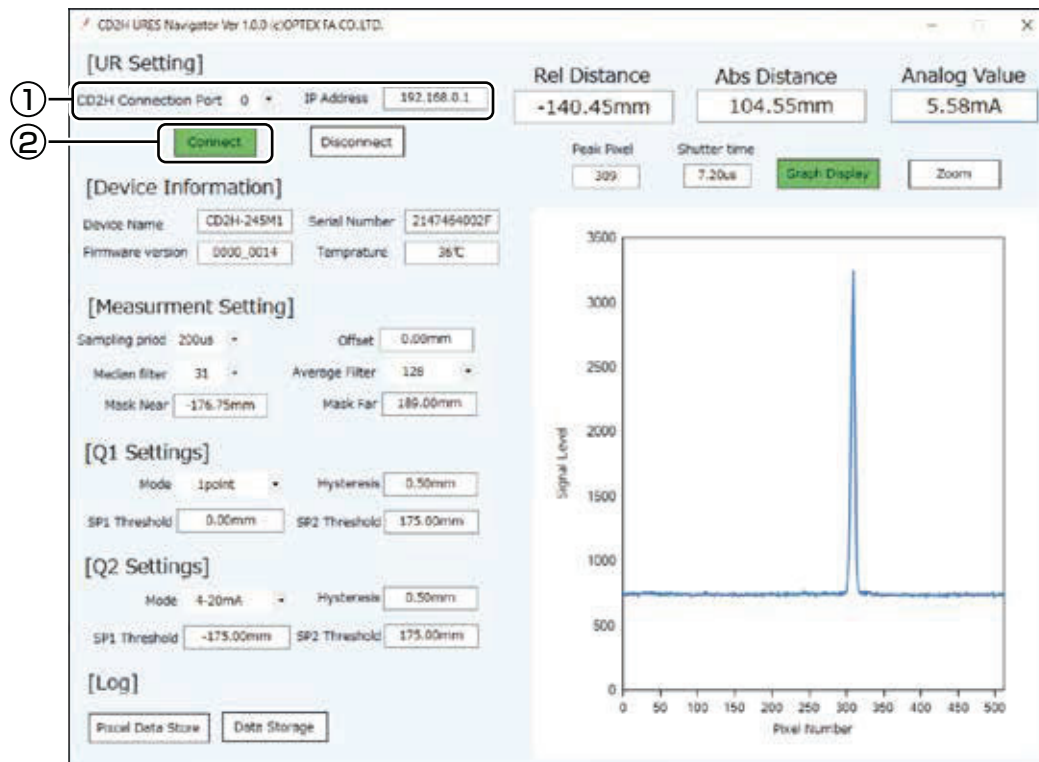 CD2H URES Navigator Ver 1.0.0 (c)OPTEX FA CO.,LTD.
[UR Setting]
① CD2H Connection Port 0 IP Address 192.168.0.1
② Connect Disconnect
Rel Distance Abs Distance Analog Value
-140.45mm 104.55mm 5.58mA
Peak Pixel Shutter time
309 7.20us Graph Display Zoom
[Device Information]
Device Name CD2H-245M1 Serial Number 2147464002F
Firmware version 0000_0014 Temprature 36℃
[Measurment Setting]
Sampling priod 200us Offset 0.00mm
Median filter 31 Average Filter 128
Mask Near -176.75mm Mask Far 189.00mm
[Q1 Settings]
Mode 1point Hysteresis 0.50mm
SP1 Threshold 0.00mm SP2 Threshold 175.00mm
[Q2 Settings]
Mode 4-20mA Hysteresis 0.50mm
SP1 Threshold -175.00mm SP2 Threshold 175.00mm
[Log]
Pixcel Data Store Data Storage
3500
3000
2500
2000
1500
1000
500
0
Signal Level
0 50 100 150 200 250 300 350 400 450 500
Pixel Number